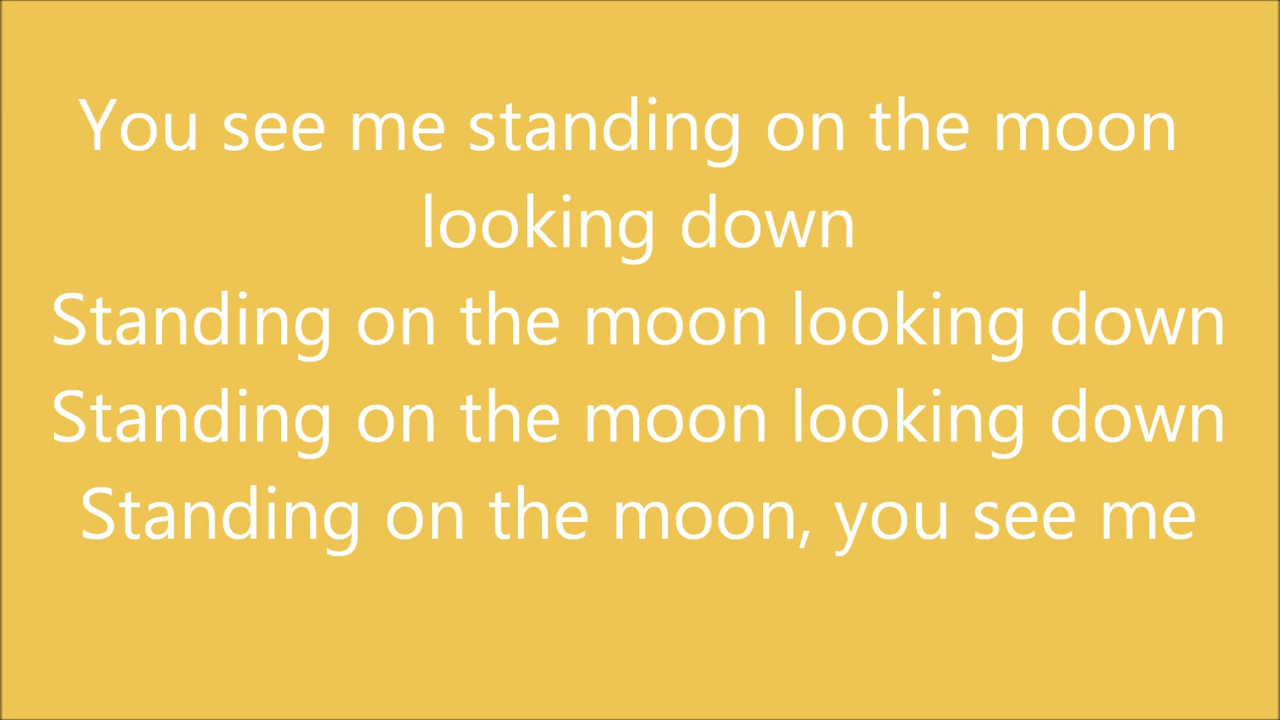 You see me standing on the moon
looking down
Standing on the moon looking down
Standing on the moon looking down
Standing on the moon, you see me